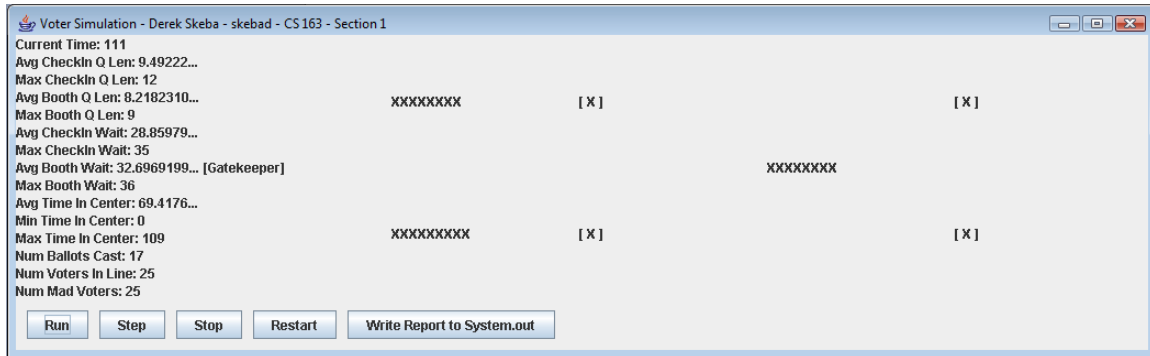 Voter Simulation - Derek Skeba - skebad - CS 163 - Section 1
Current Time: 111
Avg CheckIn Q Len: 9.49222...
Max CheckIn Q Len: 12
Avg Booth Q Len: 8.2182310...
XXXXXXXX [ X ] [ X ]
Max Booth Q Len: 9
Avg CheckIn Wait: 28.85979...
Max CheckIn Wait: 35
Avg Booth Wait: 32.6969199... [Gatekeeper] XXXXXXXX
Max Booth Wait: 36
Avg Time In Center: 69.4176...
Min Time In Center: 0
Max Time In Center: 109
XXXXXXXXX [ X ] [ X ]
Num Ballots Cast: 17
Num Voters In Line: 25
Num Mad Voters: 25
Run Step Stop Restart Write Report to System.out